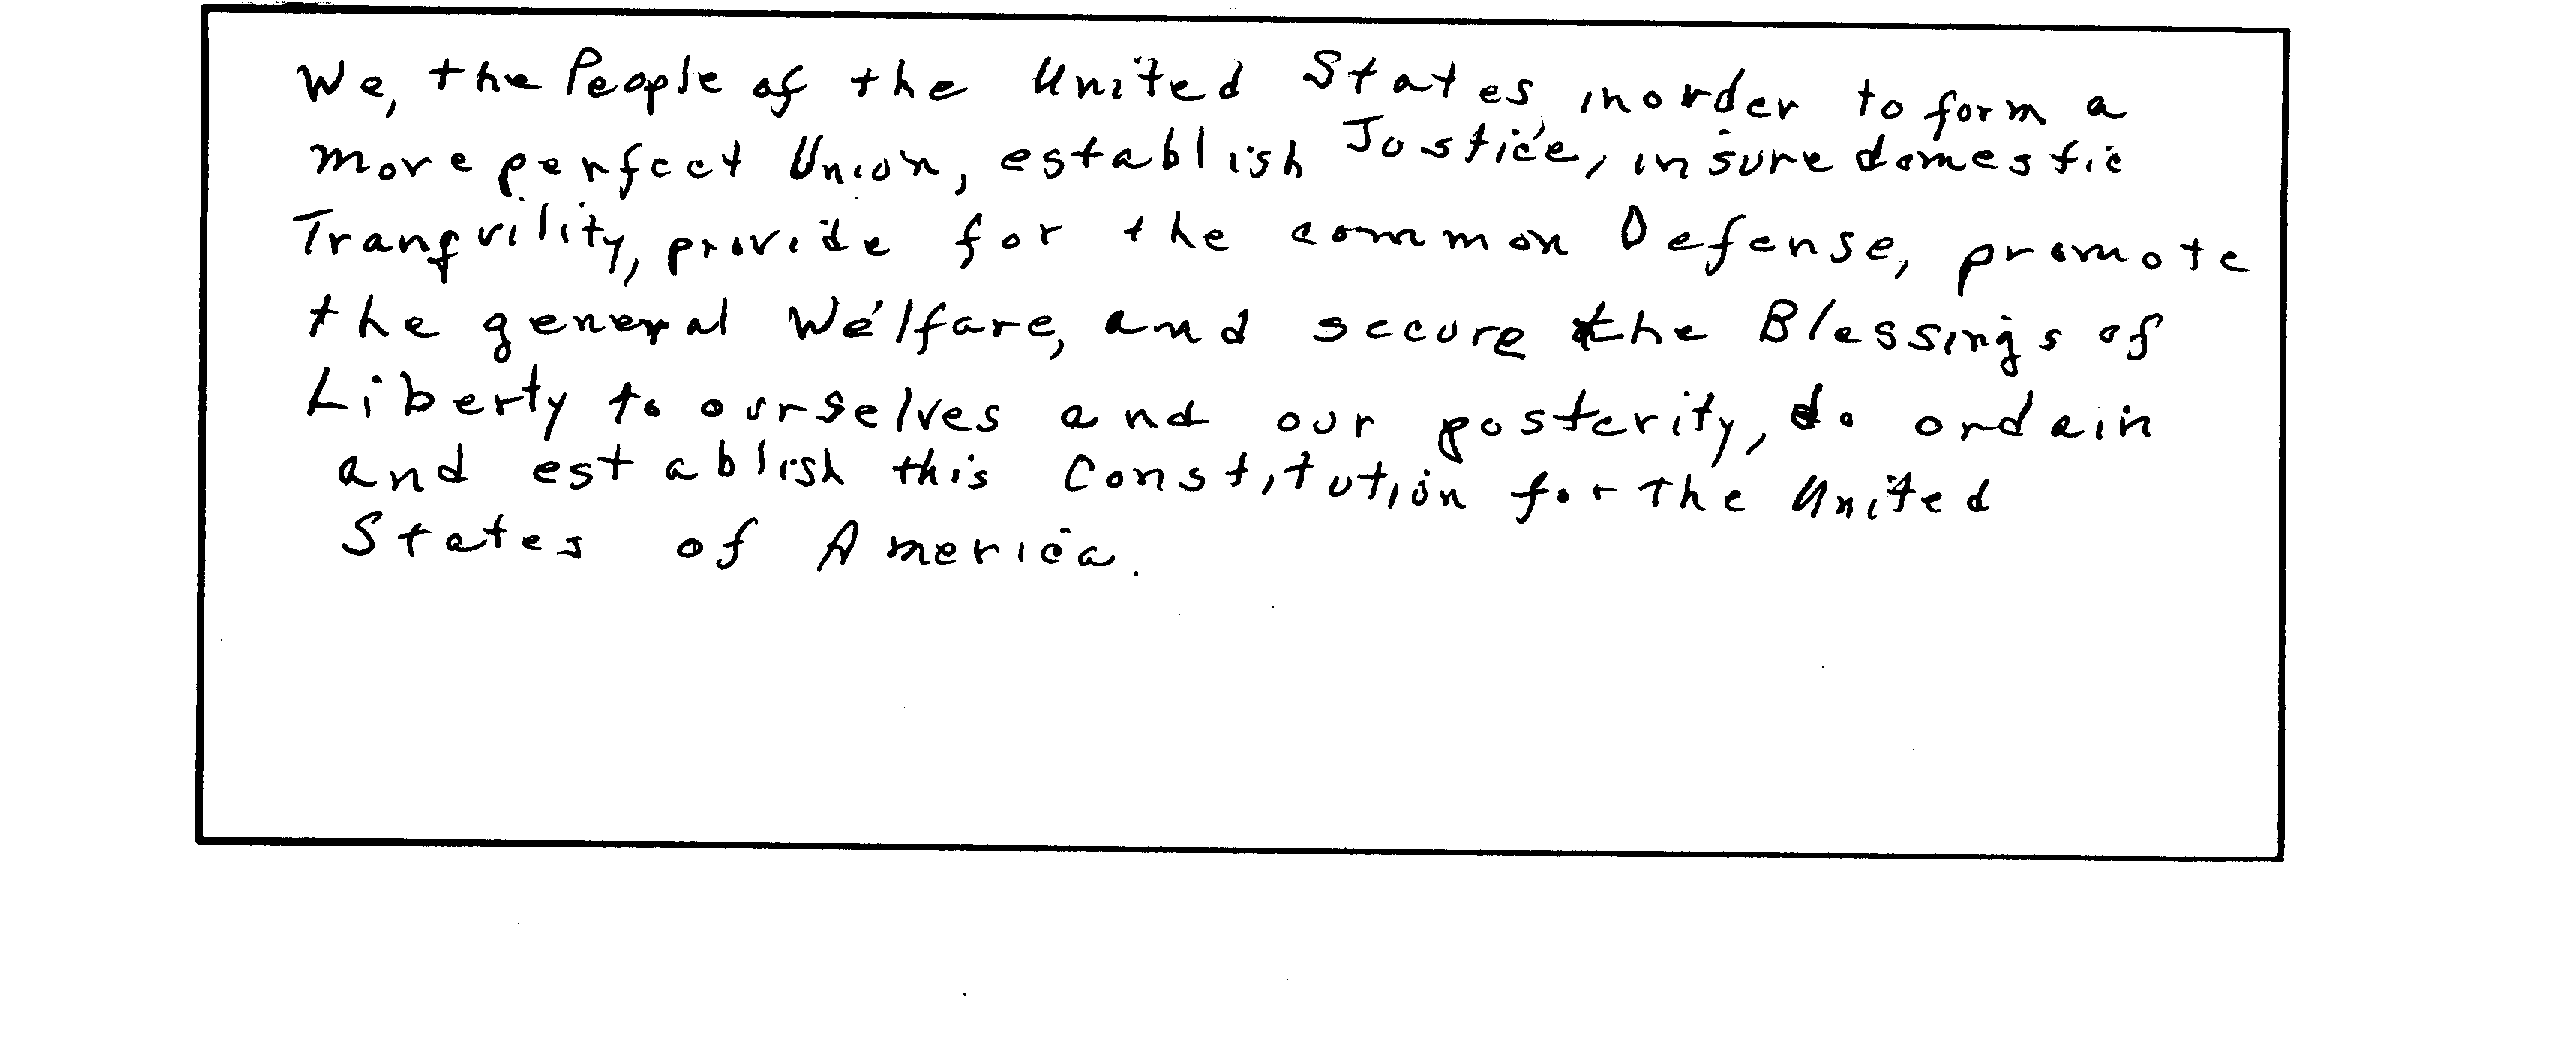 We, the People of the United States, inorder to form a
more perfect Union, establish Justice, insure domestic
Tranquility, provide for the common Defense, promote
the general Welfare, and secure the Blessings of
Liberty to ourselves and our posterity, do ordain
and establish this Constitution for the United
States of America.